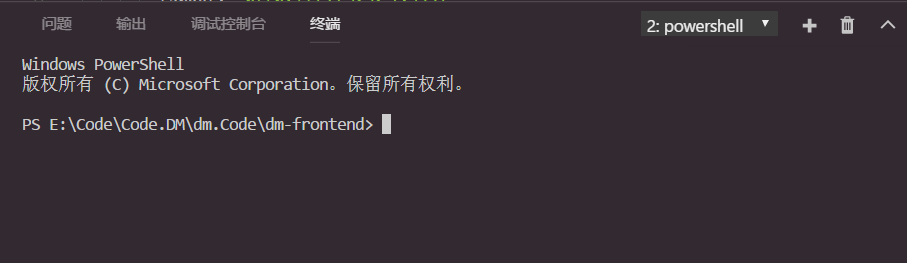 问题 输出 调试控制台 终端 2: powershell
Windows PowerShell
版权所有 (C) Microsoft Corporation。保留所有权利。
PS E:\Code\Code.DM\dm.Code\dm-frontend>